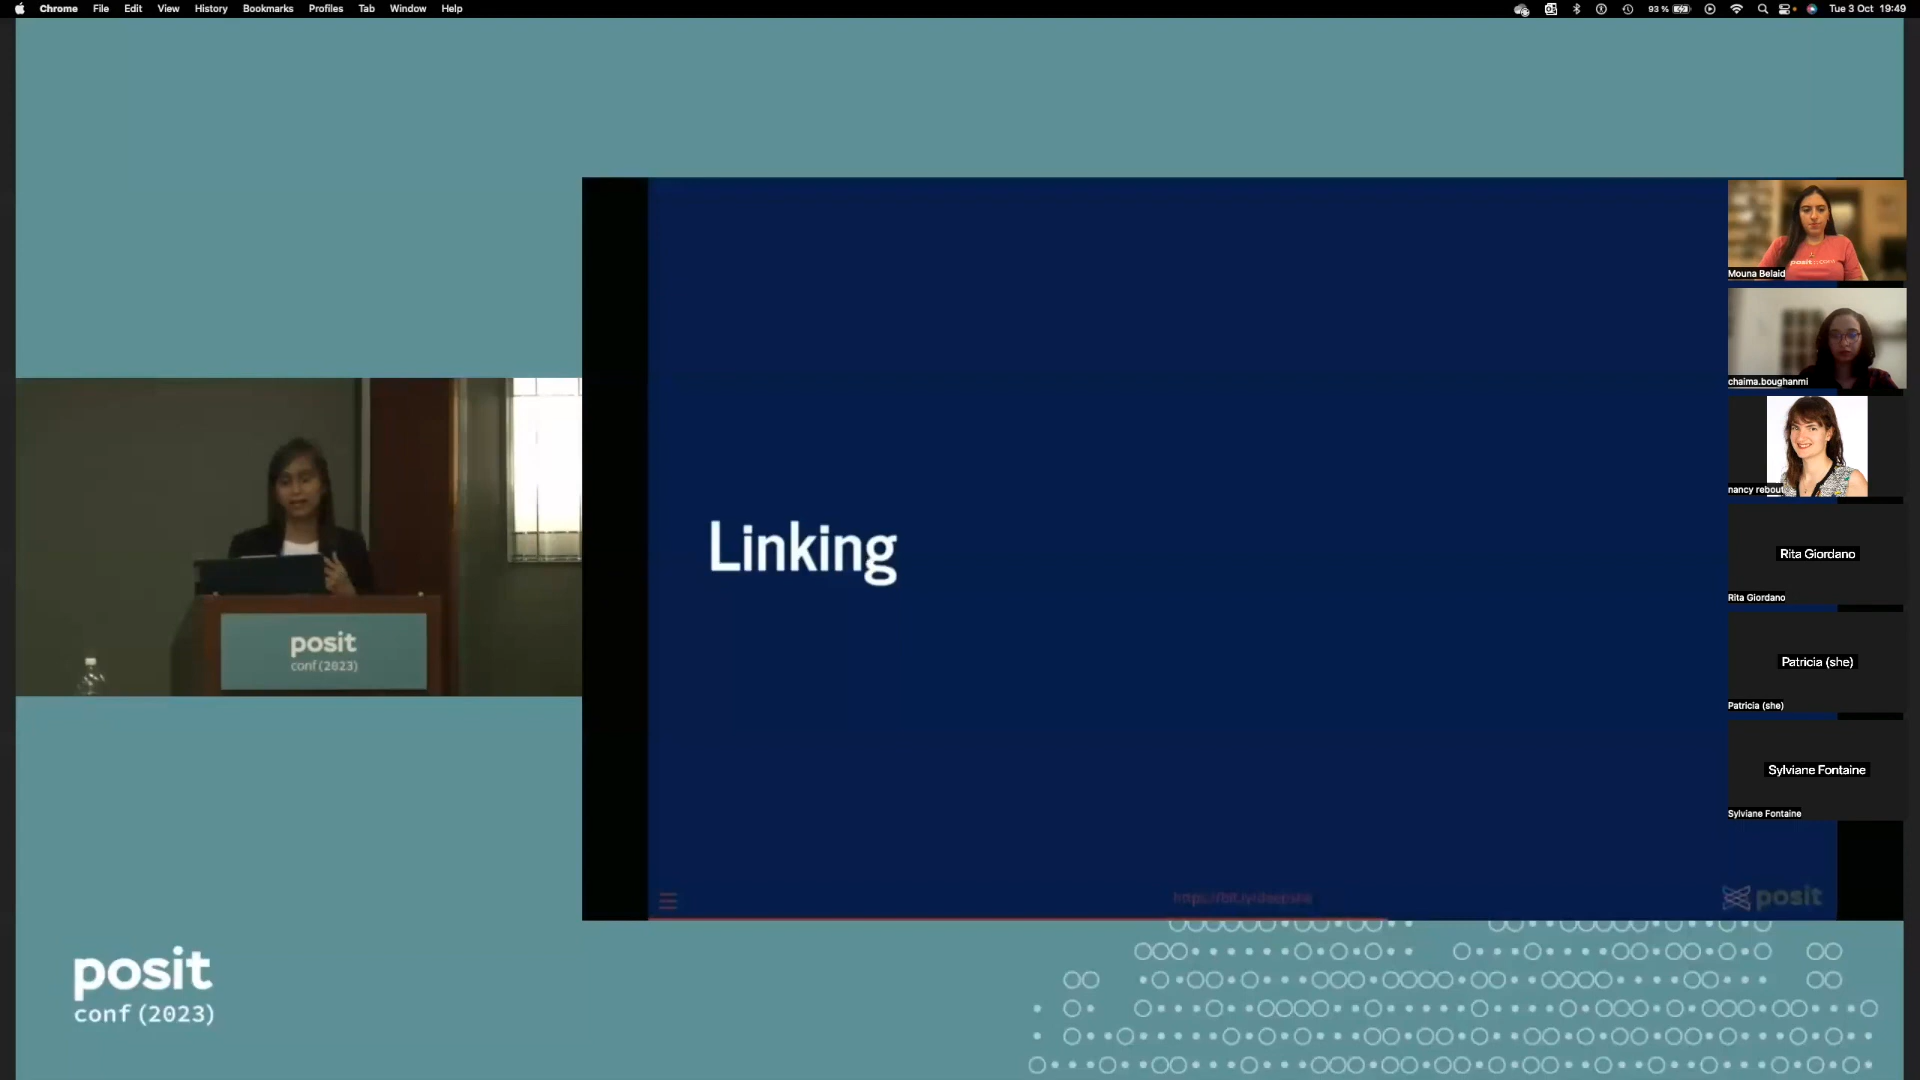 Chrome File Edit View History Bookmarks Profiles Tab Window Help
93 % Tue 3 Oct 19:49
Linking
posit
conf(2023)
posit
posit
conf (2023)
posit::conf
Mouna Belaid
chaima.boughanmi
nancy rebout
Rita Giordano
Rita Giordano
Patricia (she)
Patricia (she)
Sylviane Fontaine
Sylviane Fontaine